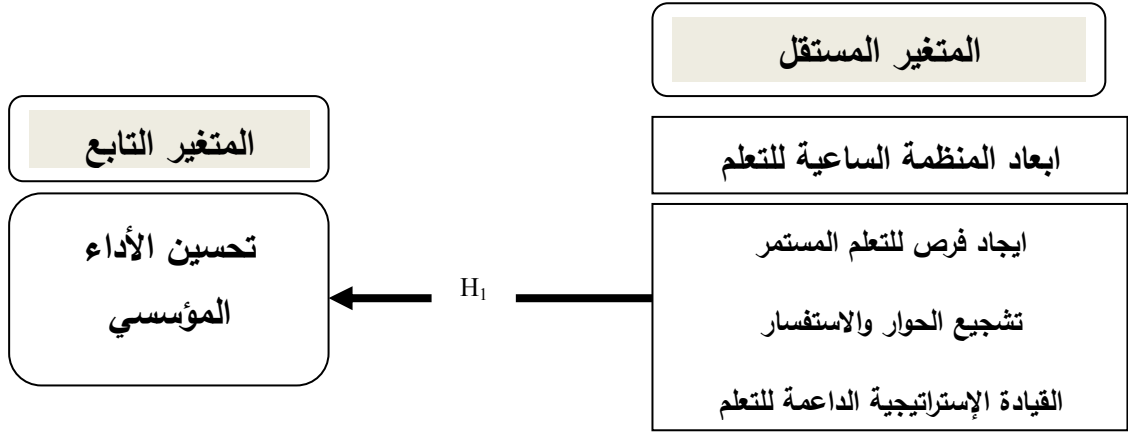 المتغير المستقل
ابعاد المنظمة الساعية للتعلم
ايجاد فرص للتعلم المستمر
تشجيع الحوار والاستفسار
القيادة الإستراتيجية الداعمة للتعلم
H₁
المتغير التابع
تحسين الأداء
المؤسسي